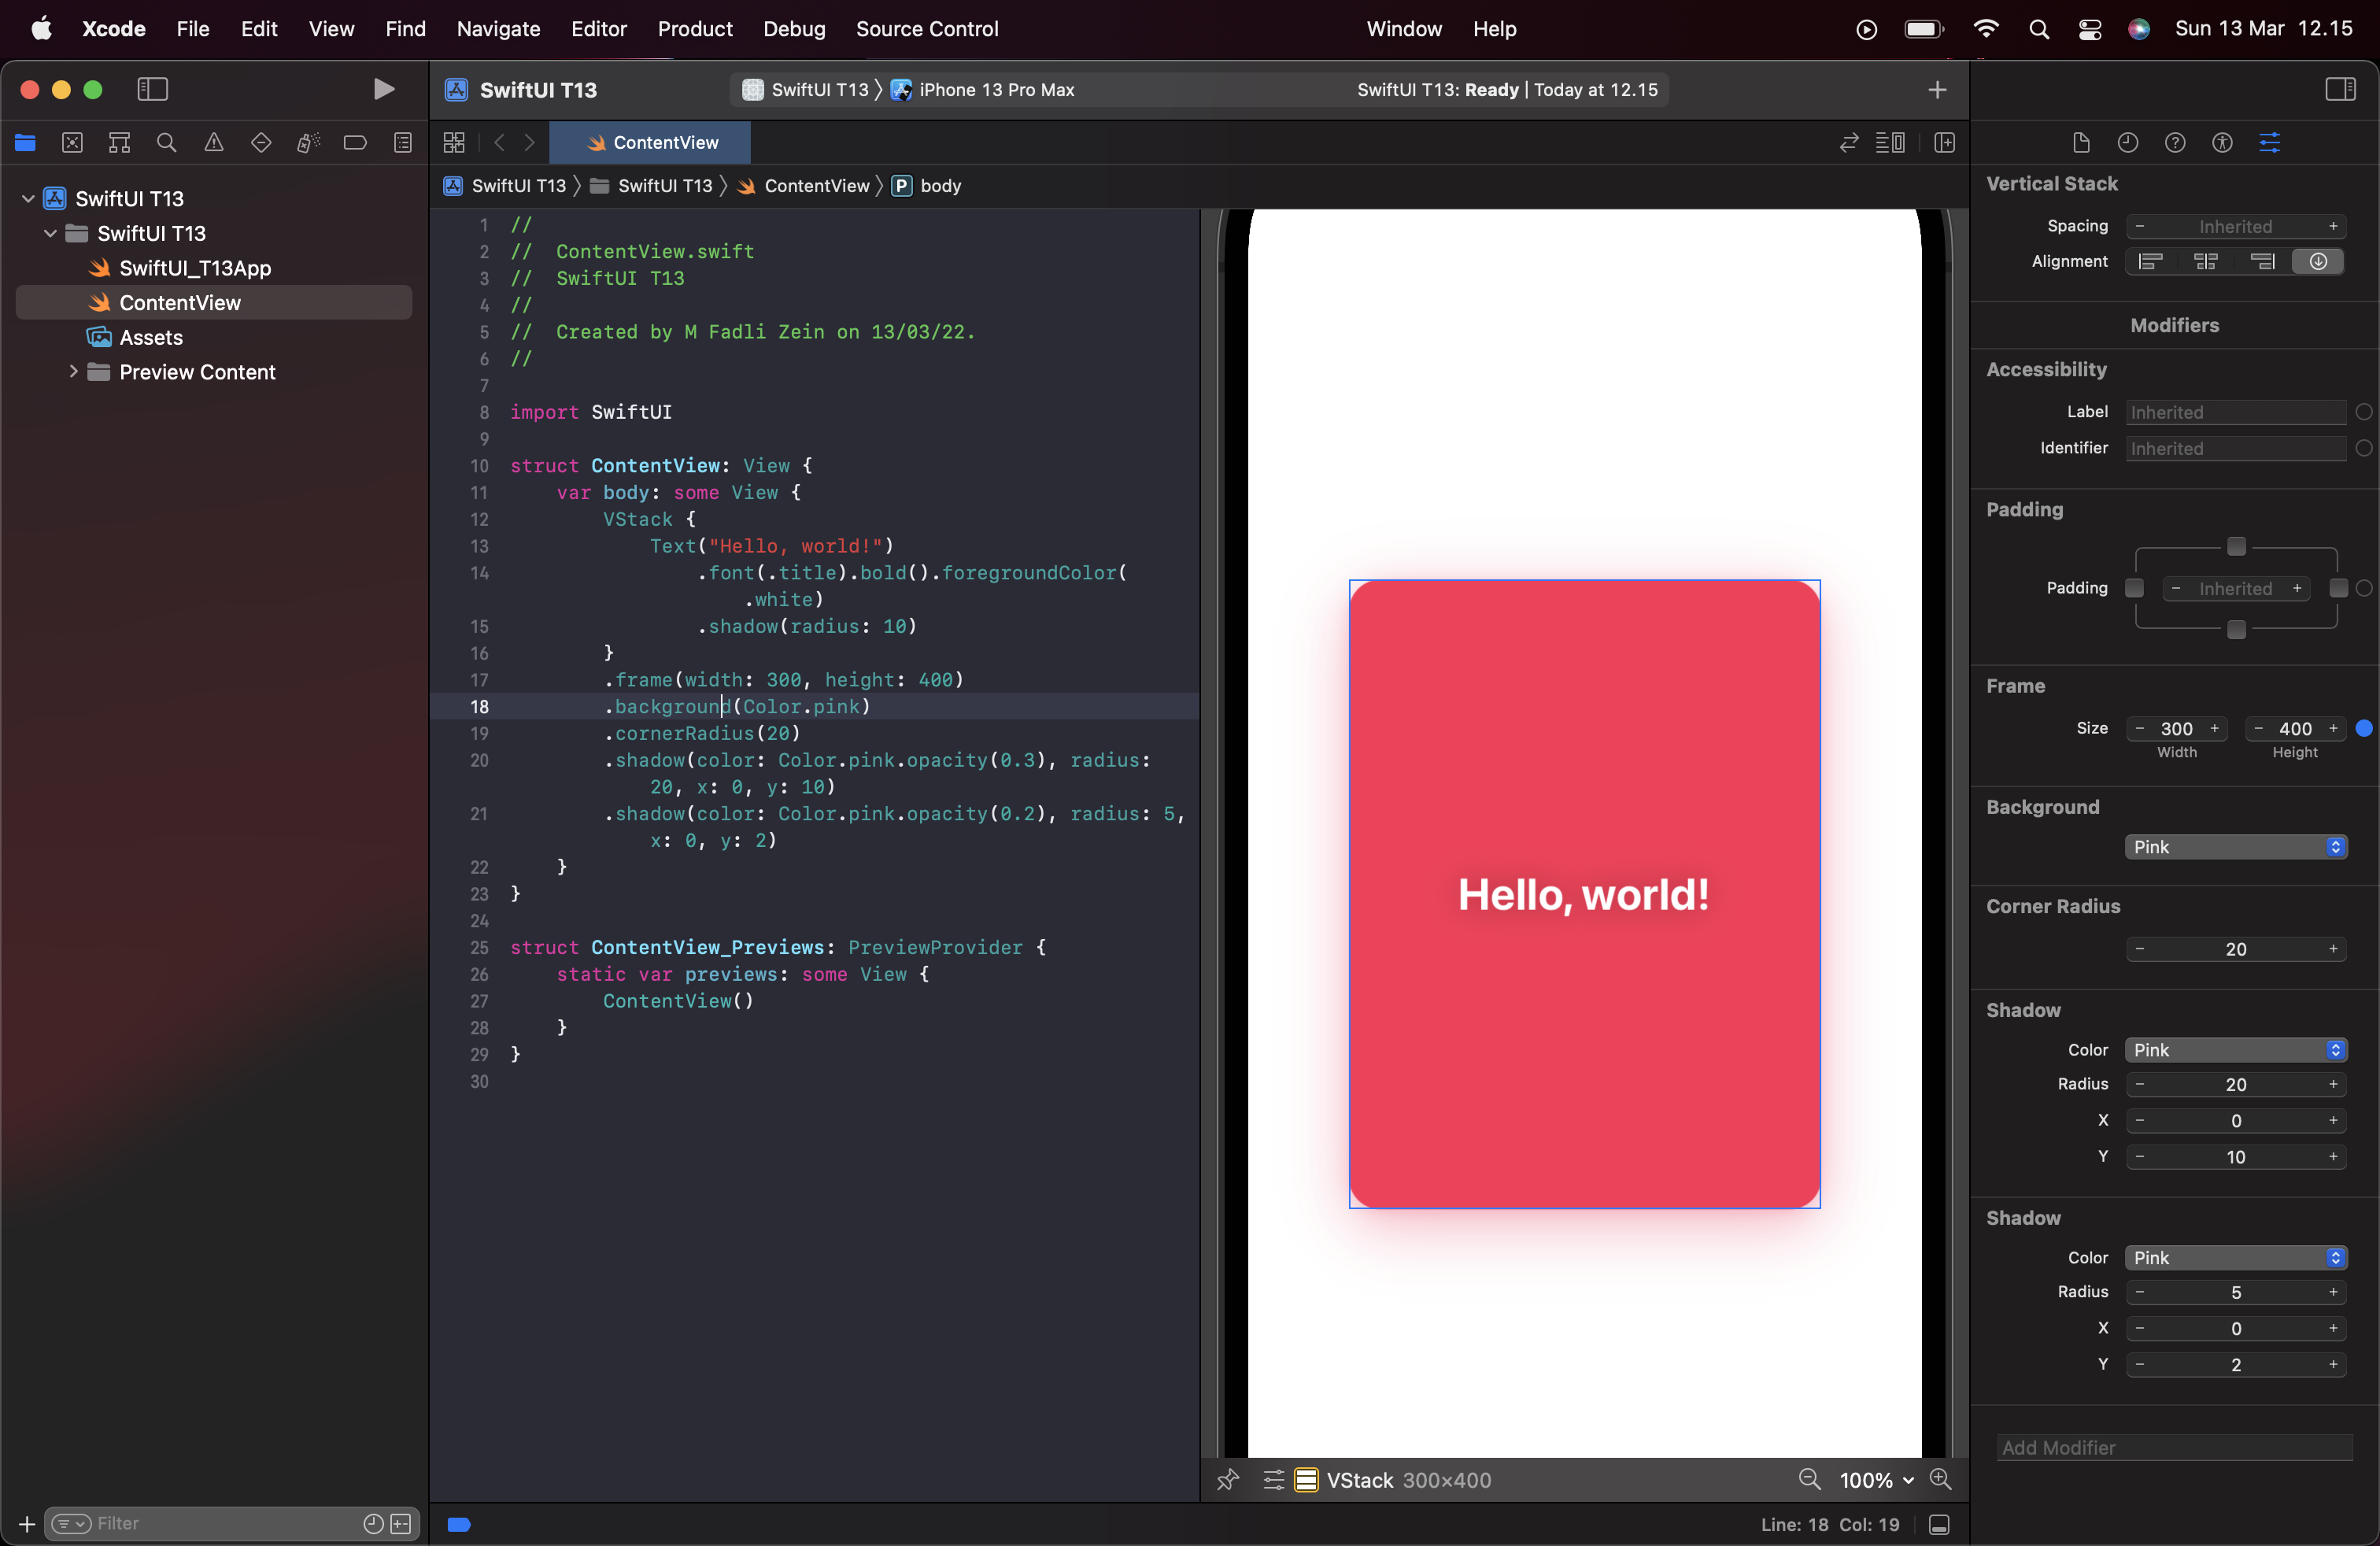 Xcode File Edit View Find Navigate Editor Product Debug Source Control Window Help Sun 13 Mar 12.15
SwiftUI T13 SwiftUI T13 iPhone 13 Pro Max SwiftUI T13: Ready | Today at 12.15
ContentView
SwiftUI T13 SwiftUI T13 ContentView P body
SwiftUI T13
SwiftUI T13
SwiftUI_T13App
ContentView
Assets
Preview Content
Filter
1 //
2 //  ContentView.swift
3 //  SwiftUI T13
4 //
5 //  Created by M Fadli Zein on 13/03/22.
6 //
7
8 import SwiftUI
9
10 struct ContentView: View {
11     var body: some View {
12         VStack {
13             Text("Hello, world!")
14                 .font(.title).bold().foregroundColor(
                    .white)
15                 .shadow(radius: 10)
16         }
17         .frame(width: 300, height: 400)
18         .background(Color.pink)
19         .cornerRadius(20)
20         .shadow(color: Color.pink.opacity(0.3), radius:
            20, x: 0, y: 10)
21         .shadow(color: Color.pink.opacity(0.2), radius: 5,
            x: 0, y: 2)
22     }
23 }
24
25 struct ContentView_Previews: PreviewProvider {
26     static var previews: some View {
27         ContentView()
28     }
29 }
30
Hello, world!
VStack 300×400 100%
Line: 18 Col: 19
Vertical Stack
Spacing - Inherited +
Alignment
Modifiers
Accessibility
Label Inherited
Identifier Inherited
Padding
Padding - Inherited +
Frame
Size - 300 + - 400 +
Width Height
Background
Pink
Corner Radius
- 20 +
Shadow
Color Pink
Radius - 20 +
X - 0 +
Y - 10 +
Shadow
Color Pink
Radius - 5 +
X - 0 +
Y - 2 +
Add Modifier